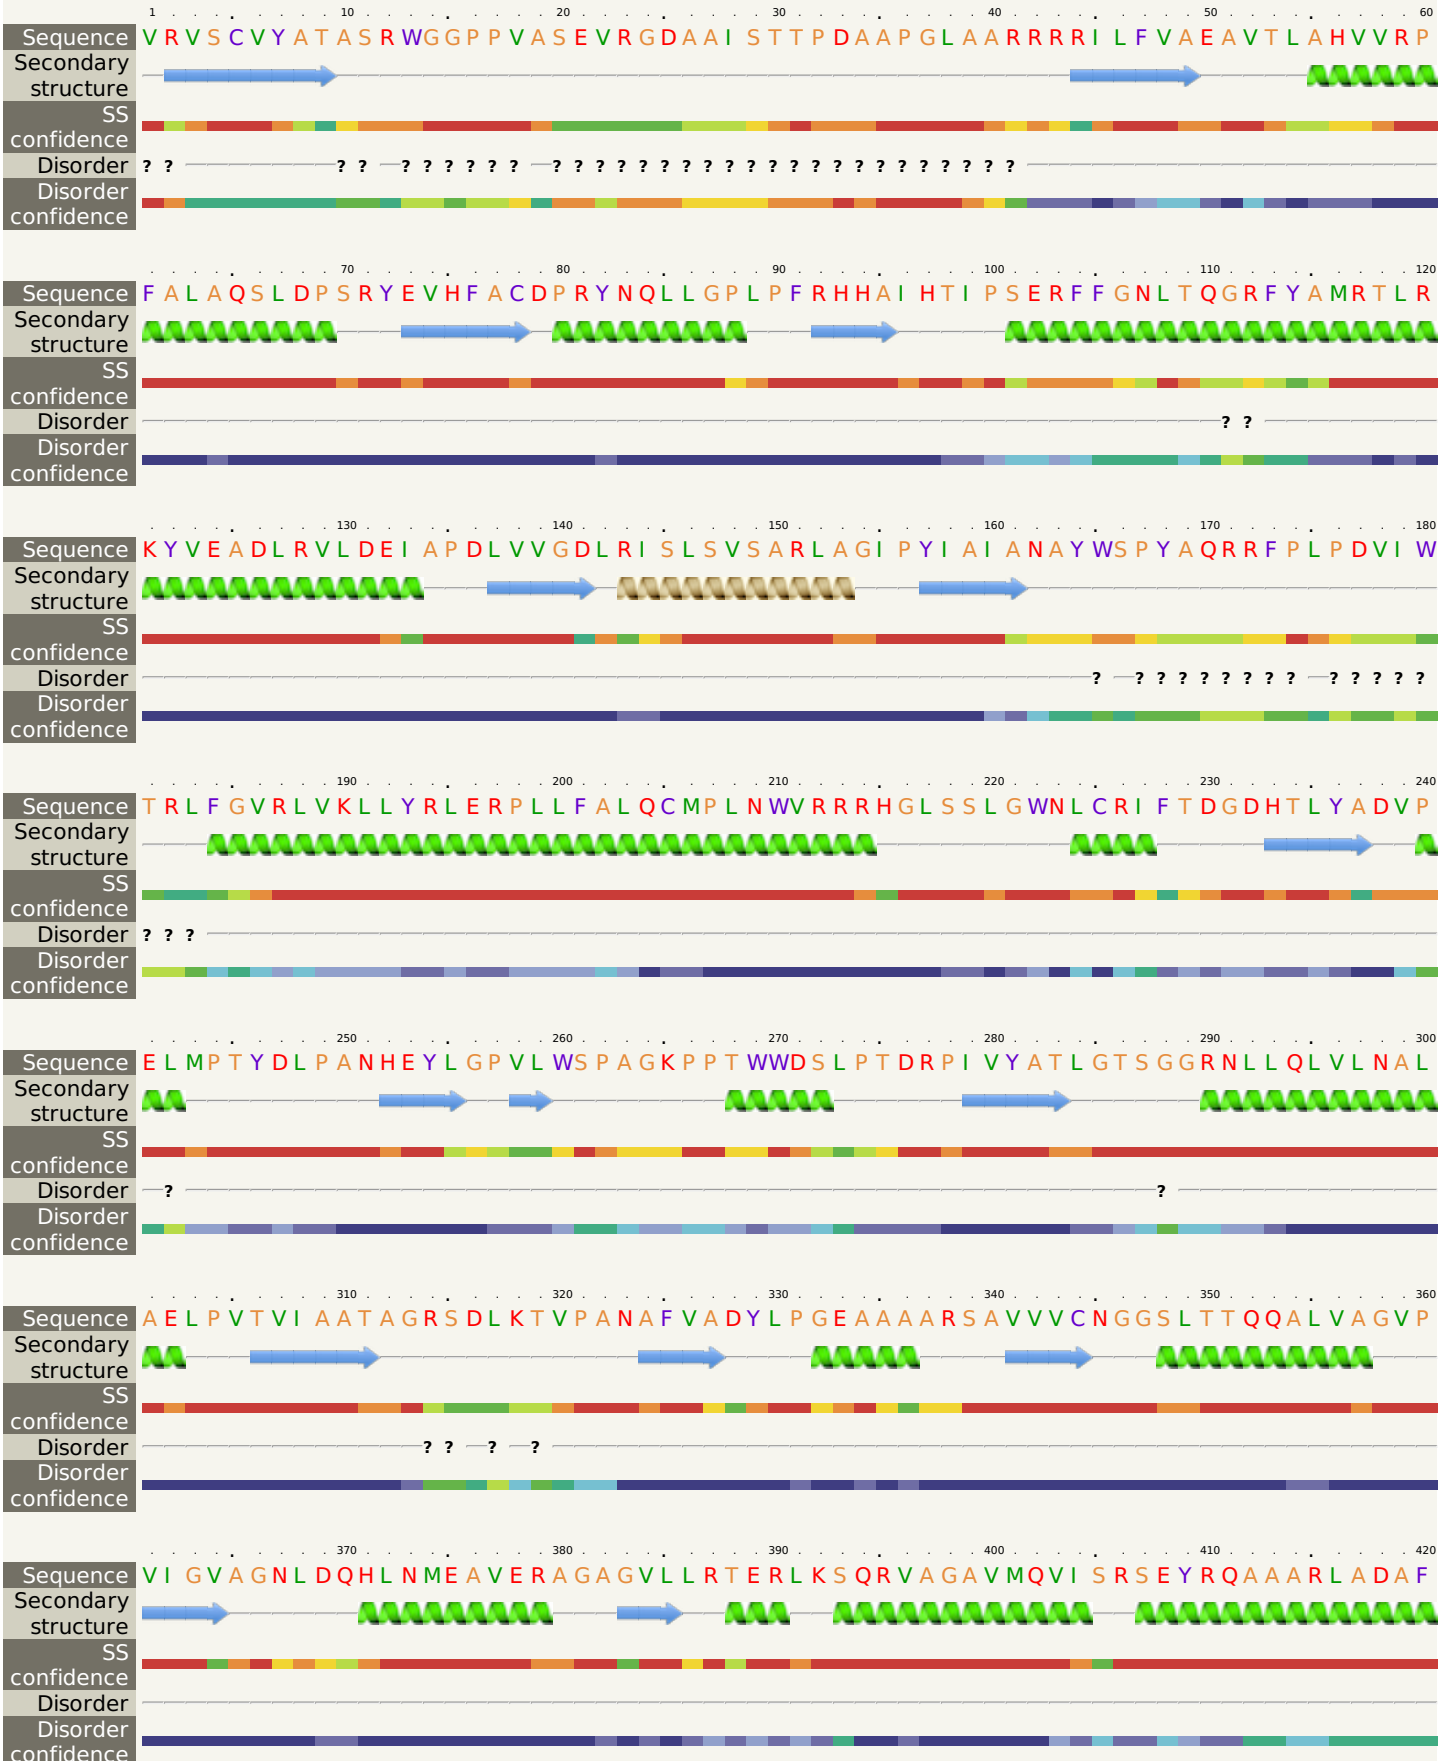 1 10 20 30 40 50 60
Sequence VRVSCVYATASRWGGPPVASEVRGDAAISTTPDAAPGLAARRRRILFVAEAVTLAHVVRP
Secondary
structure
SS
confidence
Disorder ? ? ? ? ? ? ? ? ? ? ? ? ? ? ? ? ? ? ? ? ? ? ? ? ? ? ? ? ? ? ? ?
Disorder
confidence
70 80 90 100 110 120
Sequence FALAQSLDPSRYEVHFACDPRYNQLLGPLPFRHHAIHTIPSERFFGNLTQGRFYAMRTLR
Secondary
structure
SS
confidence
Disorder ? ?
Disorder
confidence
130 140 150 160 170 180
Sequence KYVEADLRVLDEIAPDLVVGDLRISLSVSARLAGIPYIAIANAYWSPYAQRRFPLPDVIW
Secondary
structure
SS
confidence
Disorder ? ? ? ? ? ? ? ? ? ? ? ? ? ?
Disorder
confidence
190 200 210 220 230 240
Sequence TRLFGVRLVKLLYRLERPLLFALQCMPLNWVRRRHGLSSLGWNLCRIFTDGDHTLYADVP
Secondary
structure
SS
confidence
Disorder ? ? ?
Disorder
confidence
250 260 270 280 290 300
Sequence ELMPTYDLPANHEYLGPVLWSPAGKPPTWWDSLPTDRPIVYATLGTSGGRNLLQLVLNAL
Secondary
structure
SS
confidence
Disorder ? ?
Disorder
confidence
310 320 330 340 350 360
Sequence AELPVTVIAATAGRSDLKTVPANAFVADYLPGEAAAARSAVVVCNGGSLTTQQALVAGVP
Secondary
structure
SS
confidence
Disorder ? ? ? ?
Disorder
confidence
370 380 390 400 410 420
Sequence VIGVAGNLDQHLNMEAVERAGAGVLLRTERLKSQRVAGAVMQVISRSEYRQAAARLADAF
Secondary
structure
SS
confidence
Disorder
Disorder
confidence